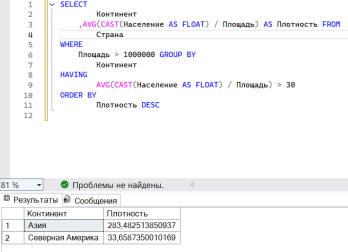 1 SELECT
2 Континент
3 ,AVG(CAST(Население AS FLOAT) / Площадь) AS Плотность FROM
4 Страна
5 WHERE
6 Площадь > 1000000 GROUP BY
7 Континент
8 HAVING
9 AVG(CAST(Население AS FLOAT) / Площадь) > 30
10 ORDER BY
11 Плотность DESC
12
81 % Проблемы не найдены.
Результаты Сообщения
Континент Плотность
1 Азия 283,482513850937
2 Северная Америка 33,6587350010169